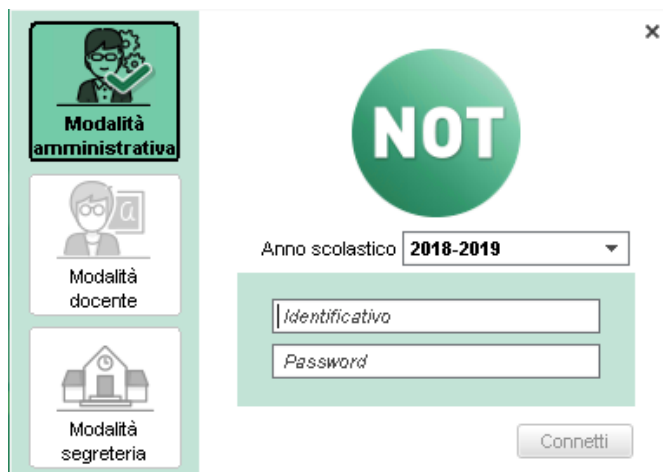 Modalità
amministrativa
a
Modalità
docente
Modalità
segreteria
NOT
Anno scolastico 2018-2019
Identificativo
Password
Connetti